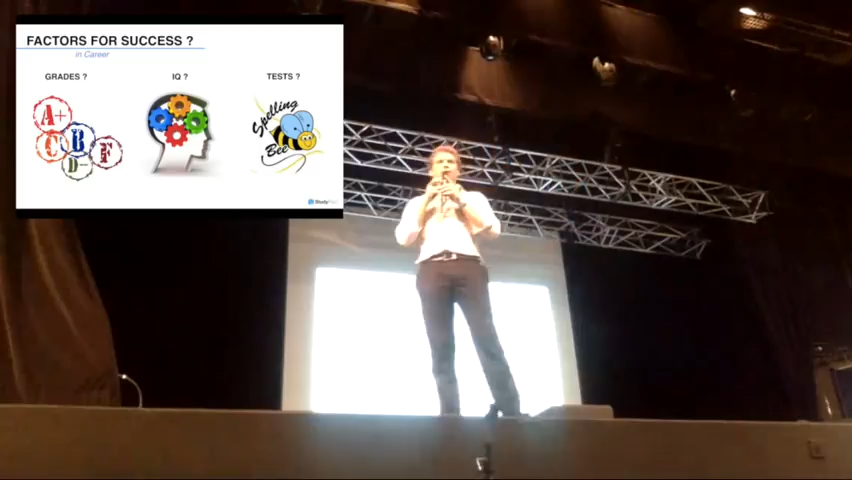 FACTORS FOR SUCCESS ?
in Career
GRADES ?
IQ ?
TESTS ?
A+
C
B
D-
Spelling
Bee